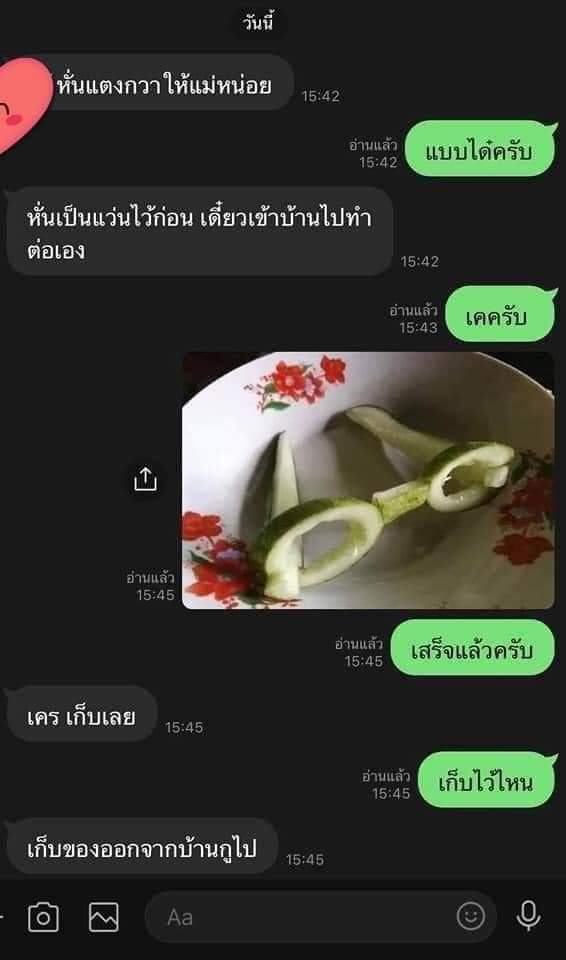 วันนี้
หั่นแตงกวาให้แม่หน่อย
15:42
อ่านแล้ว
15:42
แบบได๋ครับ
หั่นเป็นแว่นไว้ก่อน เดี๋ยวเข้าบ้านไปทำ
ต่อเอง
15:42
อ่านแล้ว
15:43
เคครับ
อ่านแล้ว
15:45
อ่านแล้ว
15:45
เสร็จแล้วครับ
เคร เก็บเลย
15:45
อ่านแล้ว
15:45
เก็บไว้ไหน
เก็บของออกจากบ้านกูไป
15:45
Aa